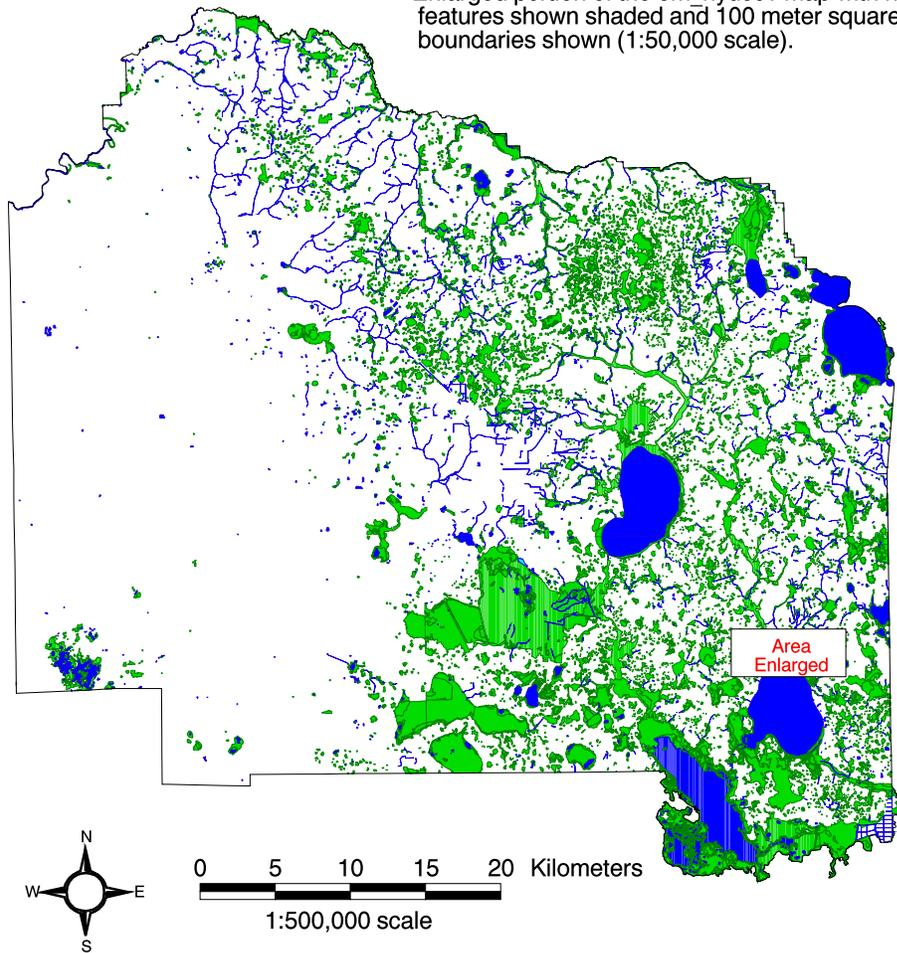 features shown shaded and 100 meter square
boundaries shown (1:50,000 scale).
Area
Enlarged
N
W E
S
0 5 10 15 20 Kilometers
1:500,000 scale